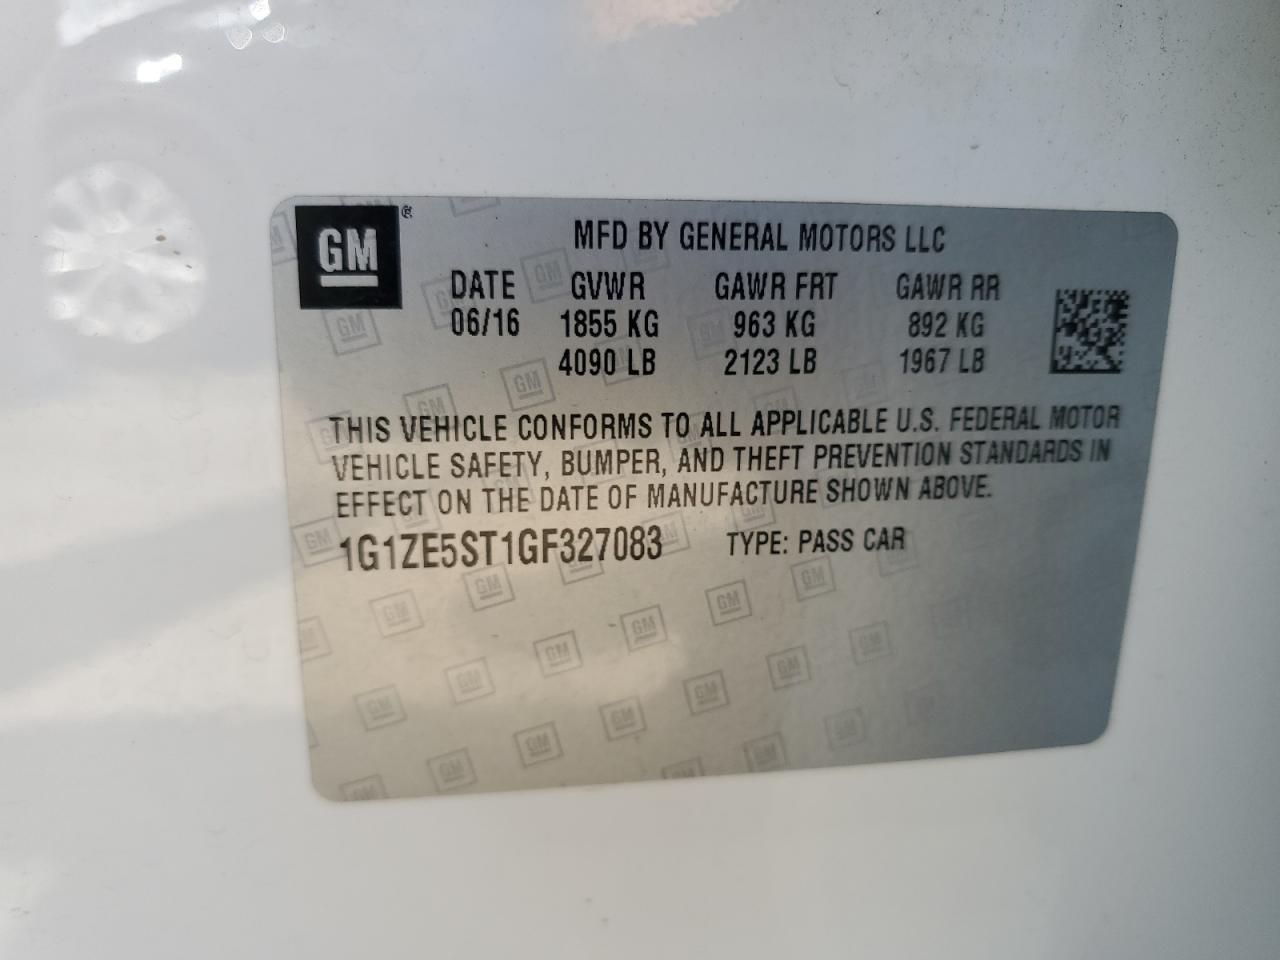 GM ®
MFD BY GENERAL MOTORS LLC
DATE GVWR GAWR FRT GAWR RR
06/16 1855 KG 963 KG 892 KG
4090 LB 2123 LB 1967 LB
THIS VEHICLE CONFORMS TO ALL APPLICABLE U.S. FEDERAL MOTOR
VEHICLE SAFETY, BUMPER, AND THEFT PREVENTION STANDARDS IN
EFFECT ON THE DATE OF MANUFACTURE SHOWN ABOVE.
1G1ZE5ST1GF327083 TYPE: PASS CAR